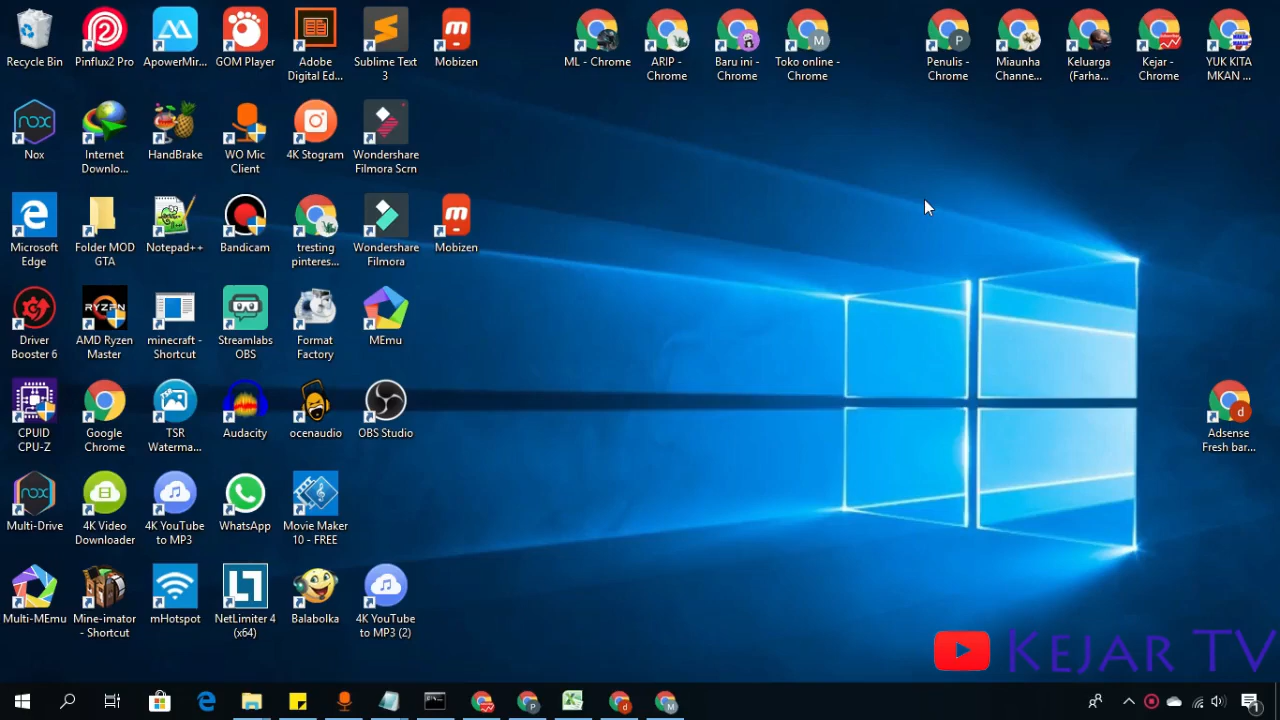 Recycle Bin
Pinflux2 Pro
ApowerMir...
GOM Player
Adobe
Digital Ed...
Sublime Text
3
Mobizen
ML - Chrome
ARIP -
Chrome
Baru ini -
Chrome
M
Toko online -
Chrome
P
Penulis -
Chrome
Miaunha
Channe...
Keluarga
(Farha...
Kejar -
Chrome
YUK KITA
MKAN ...
nox
Nox
Internet
Downlo...
HandBrake
WO Mic
Client
4K Stogram
Wondershare
Filmora Scrn
Microsoft
Edge
Folder MOD
GTA
Notepad++
Bandicam
tresting
pinteres...
Wondershare
Filmora
Mobizen
Driver
Booster 6
RYZEN
AMD Ryzen
Master
minecraft -
Shortcut
Streamlabs
OBS
Format
Factory
MEmu
CPUID
CPU-Z
Google
Chrome
TSR
Waterma...
Audacity
ocenaudio
OBS Studio
d
Adsense
Fresh bar...
nox
Multi-Drive
4K Video
Downloader
4K YouTube
to MP3
WhatsApp
Movie Maker
10 - FREE
Multi-MEmu
Mine-imator
- Shortcut
mHotspot
NetLimiter 4
(x64)
Balabolka
4K YouTube
to MP3 (2)
Kejar TV
P
d
M
1